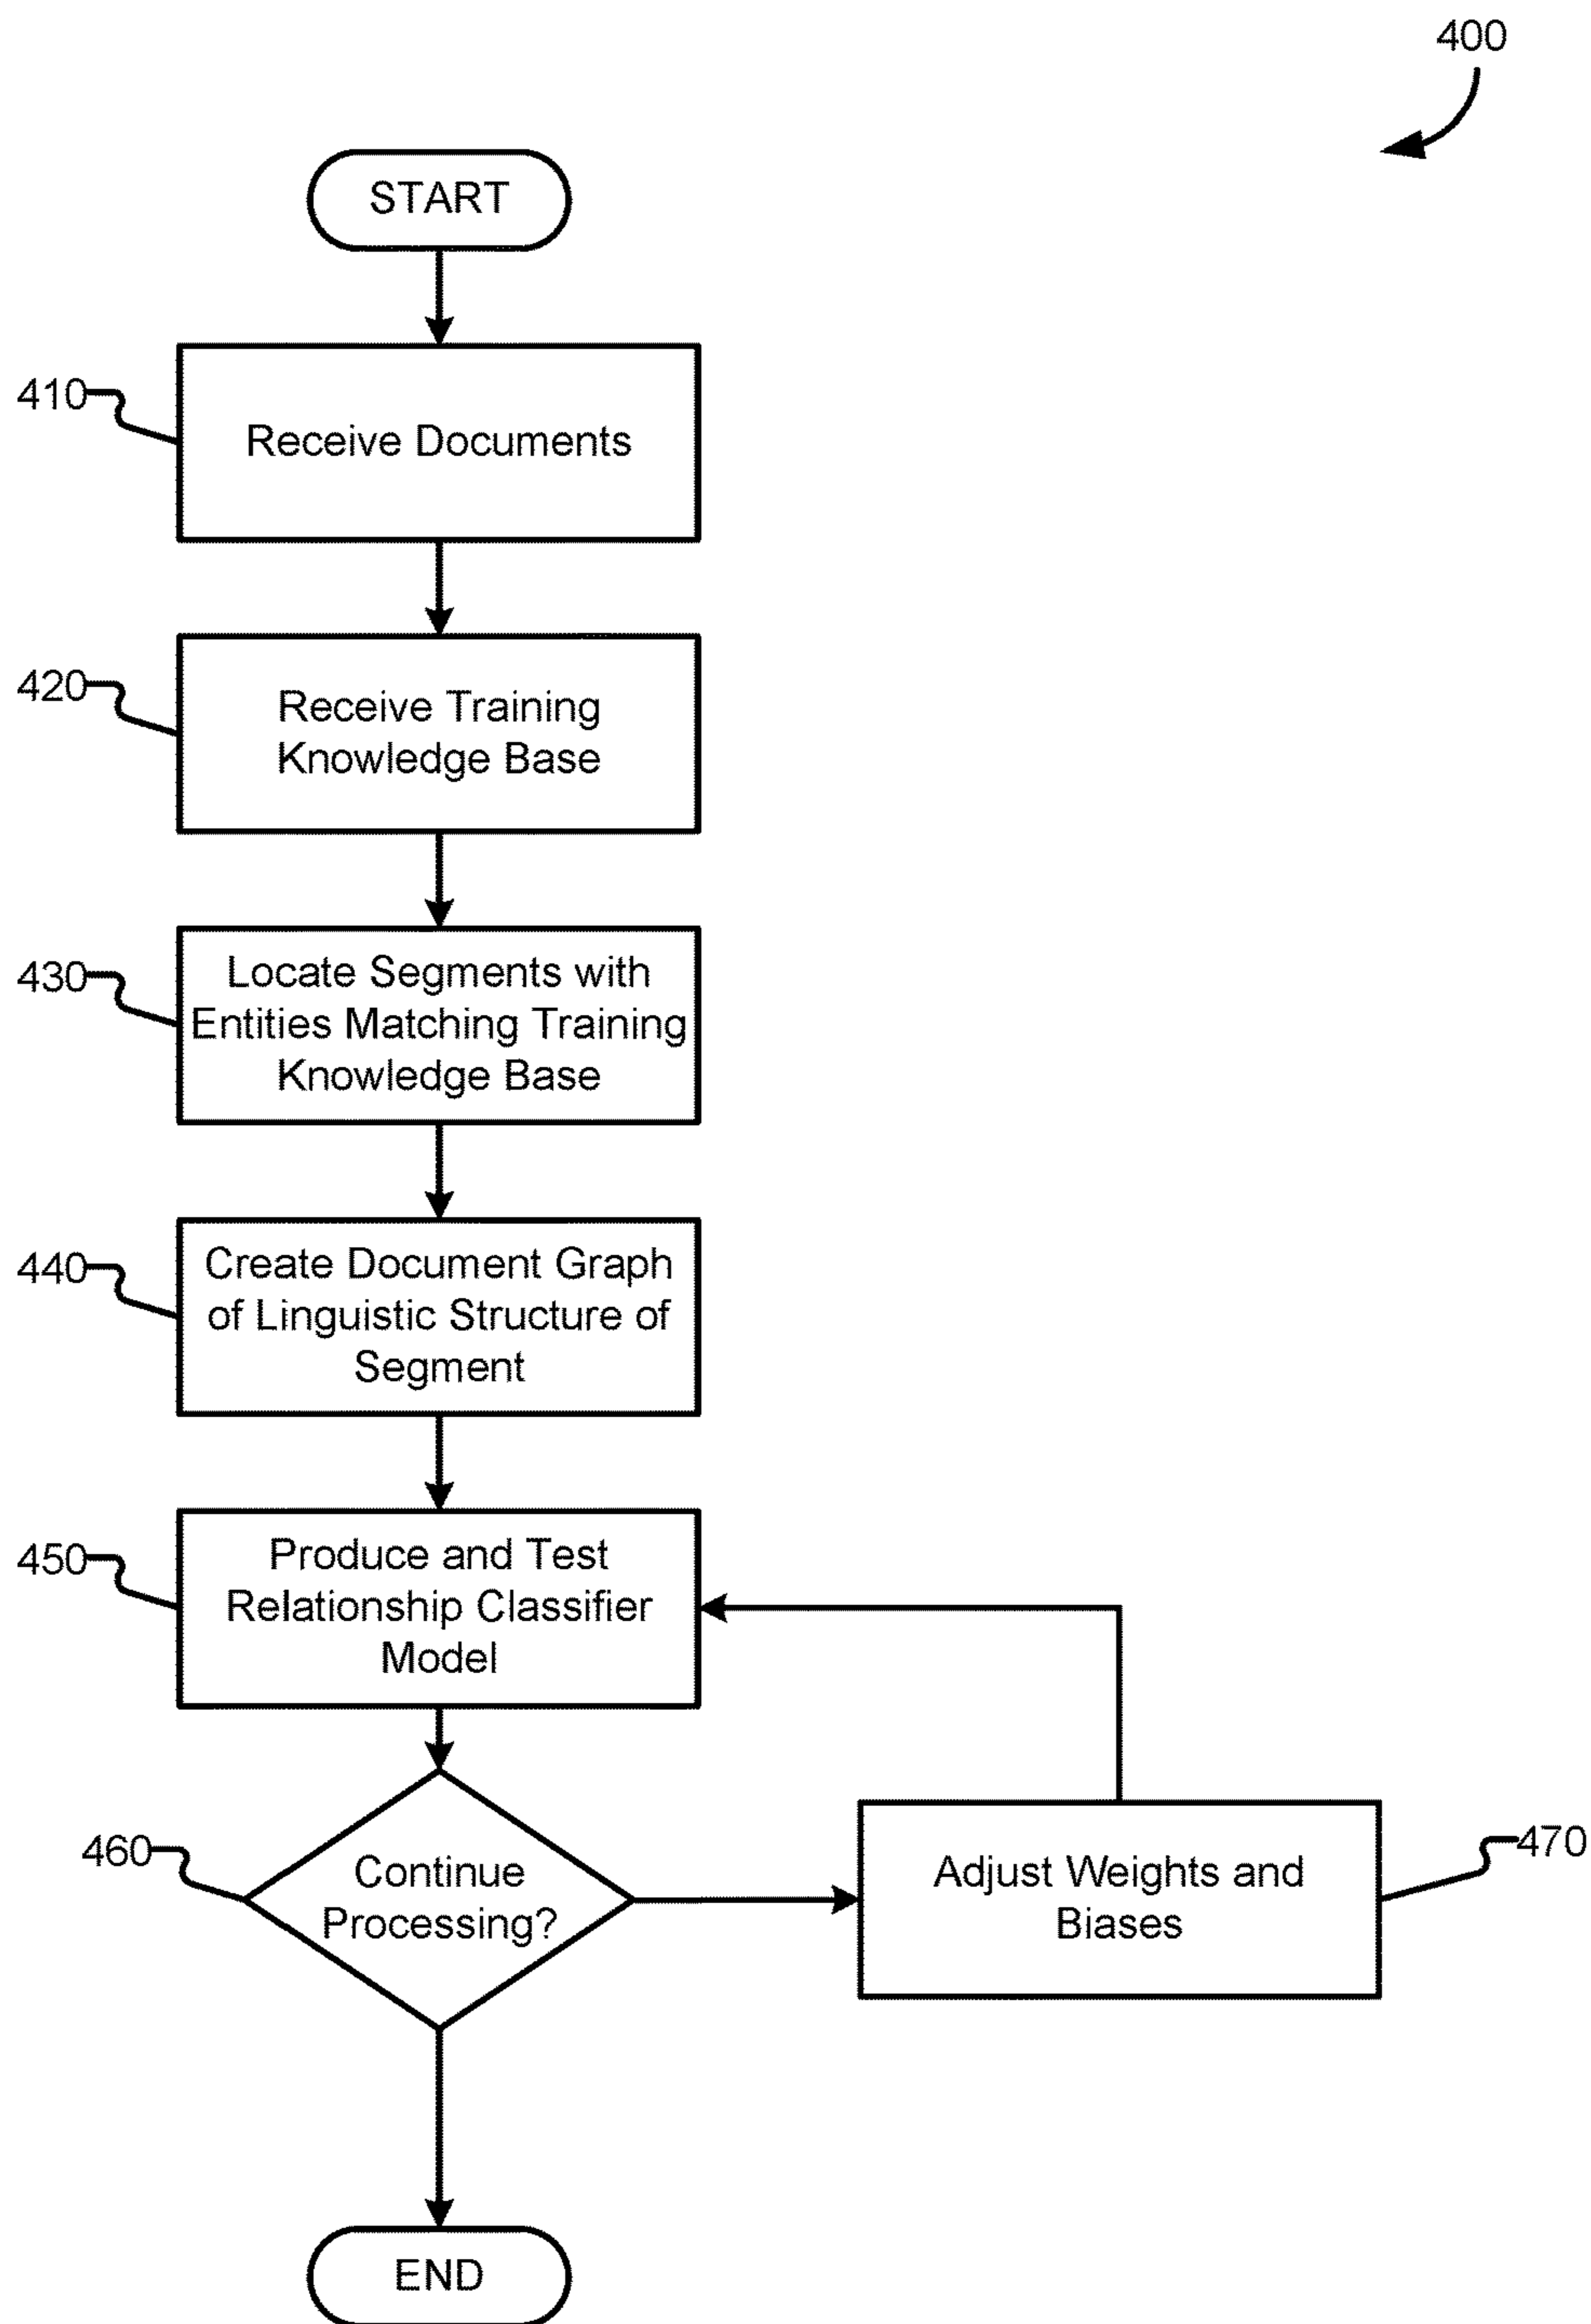 400
START
410
Receive Documents
420
Receive Training
Knowledge Base
430
Locate Segments with
Entities Matching Training
Knowledge Base
440
Create Document Graph
of Linguistic Structure of
Segment
450
Produce and Test
Relationship Classifier
Model
460
Continue
Processing?
470
Adjust Weights and
Biases
END